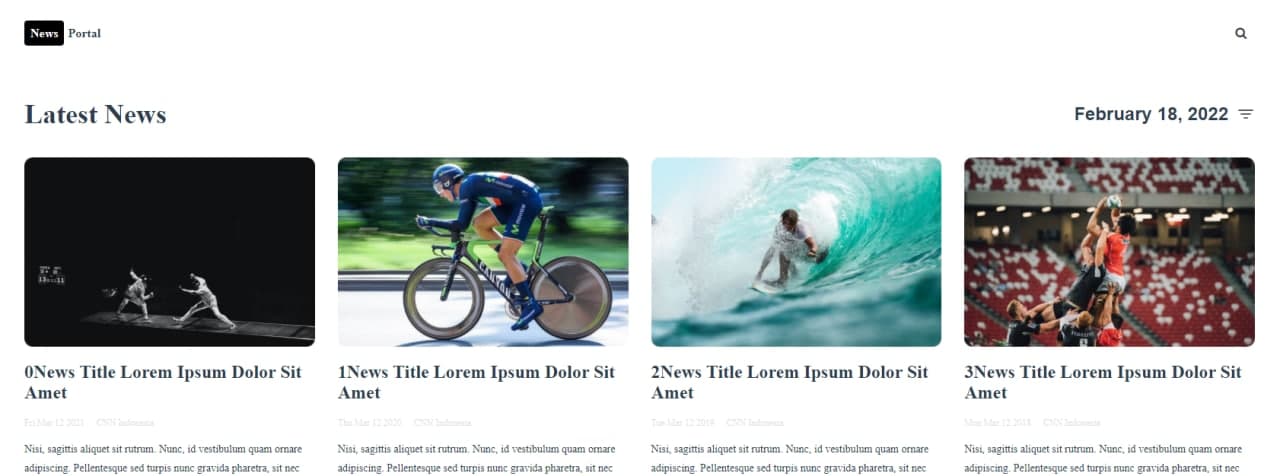 News Portal
Latest News
February 18, 2022
0News Title Lorem Ipsum Dolor Sit
Amet
Fri Mar 12 2021 CNN Indonesia
Nisi, sagittis aliquet sit rutrum. Nunc, id vestibulum quam ornare
adipiscing. Pellentesque sed turpis nunc gravida pharetra, sit nec
1News Title Lorem Ipsum Dolor Sit
Amet
Thu Mar 12 2020 CNN Indonesia
Nisi, sagittis aliquet sit rutrum. Nunc, id vestibulum quam ornare
adipiscing. Pellentesque sed turpis nunc gravida pharetra, sit nec
2News Title Lorem Ipsum Dolor Sit
Amet
Tue Mar 12 2019 CNN Indonesia
Nisi, sagittis aliquet sit rutrum. Nunc, id vestibulum quam ornare
adipiscing. Pellentesque sed turpis nunc gravida pharetra, sit nec
3News Title Lorem Ipsum Dolor Sit
Amet
Mon Mar 12 2018 CNN Indonesia
Nisi, sagittis aliquet sit rutrum. Nunc, id vestibulum quam ornare
adipiscing. Pellentesque sed turpis nunc gravida pharetra, sit nec